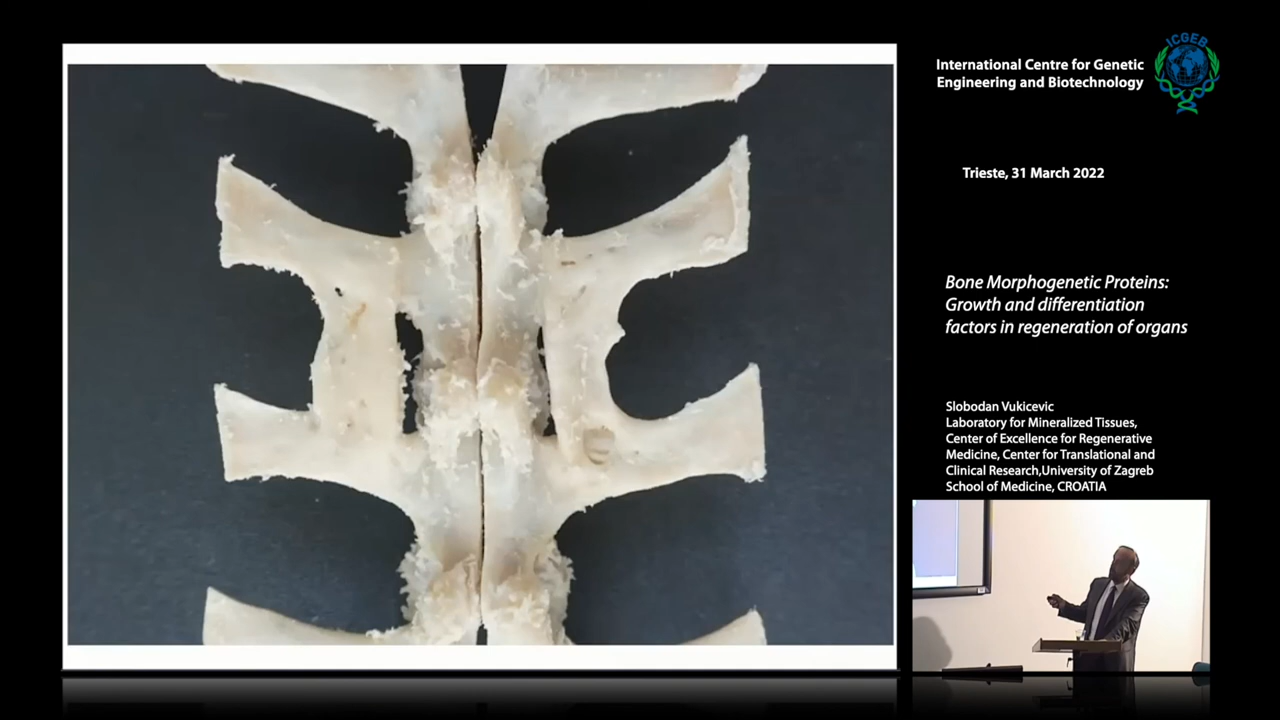 International Centre for Genetic
Engineering and Biotechnology
ICGEB
Trieste, 31 March 2022
Bone Morphogenetic Proteins:
Growth and differentiation
factors in regeneration of organs
Slobodan Vukicevic
Laboratory for Mineralized Tissues,
Center of Excellence for Regenerative
Medicine, Center for Translational and
Clinical Research,University of Zagreb
School of Medicine, CROATIA